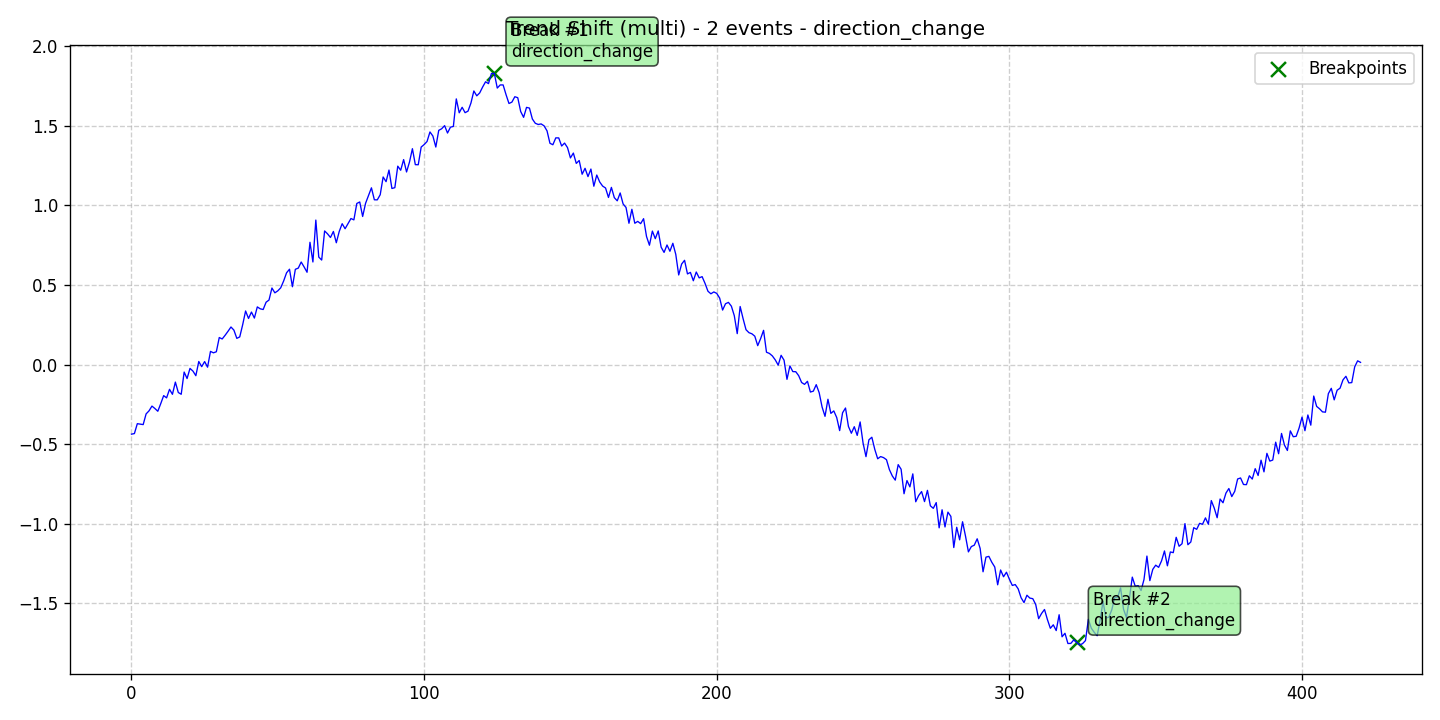 Trend Shift (multi) - 2 events - direction_change
Break #1
direction_change
Breakpoints
2.0
1.5
1.0
0.5
0.0
−0.5
−1.0
−1.5
Break #2
direction_change
0
100
200
300
400